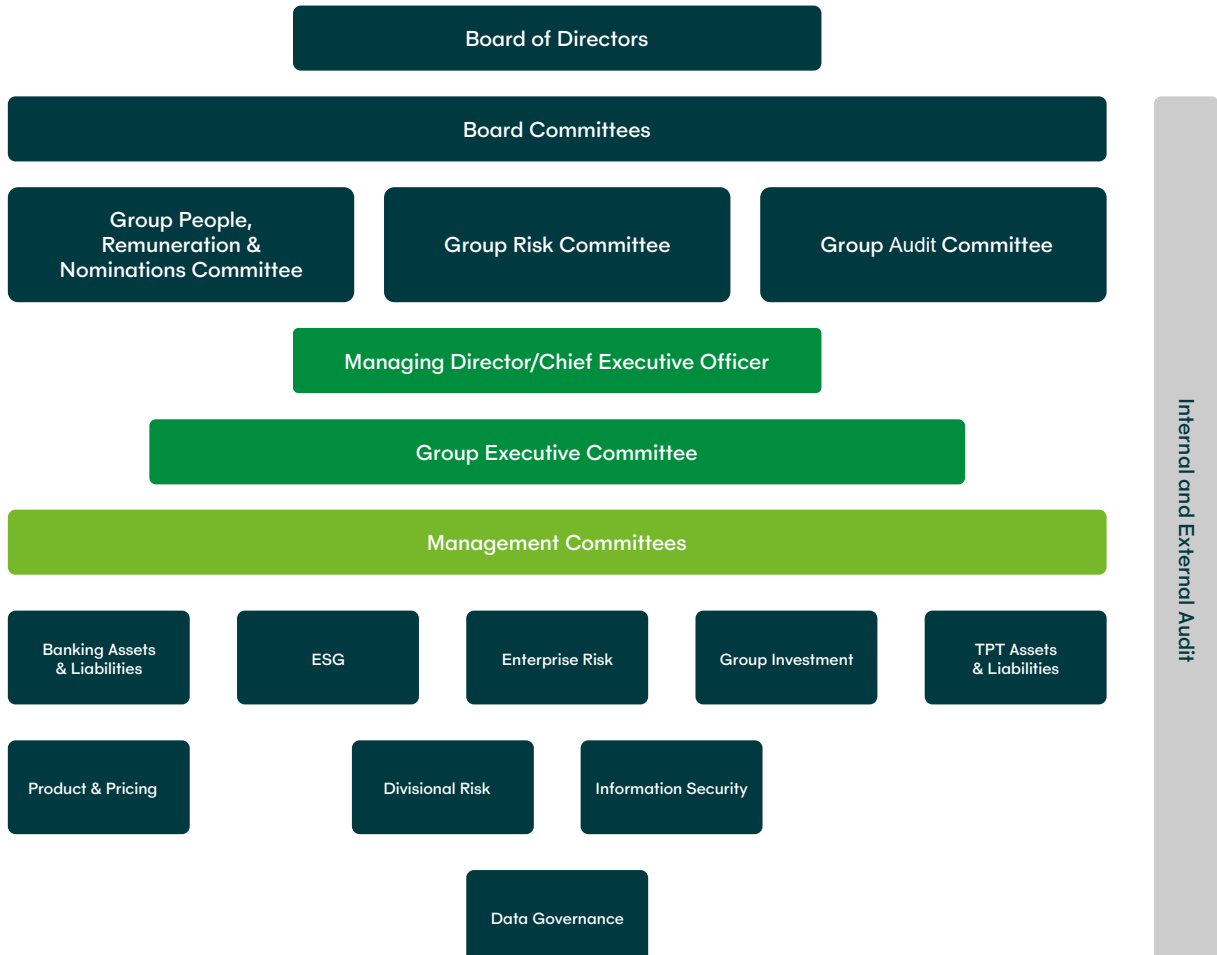 Board of Directors
Board Committees
Group People,
Remuneration &
Nominations Committee
Group Risk Committee
Group Audit Committee
Managing Director/Chief Executive Officer
Group Executive Committee
Management Committees
Banking Assets
& Liabilities
ESG
Enterprise Risk
Group Investment
TPT Assets
& Liabilities
Product & Pricing
Divisional Risk
Information Security
Data Governance
Internal and External Audit